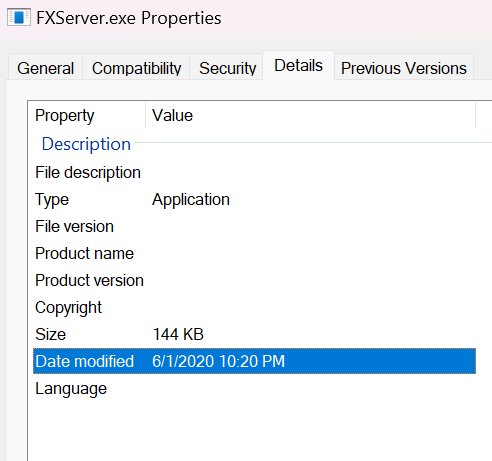 FXServer.exe Properties
General Compatibility Security Details Previous Versions
Property Value
Description
File description
Type Application
File version
Product name
Product version
Copyright
Size 144 KB
Date modified 6/1/2020 10:20 PM
Language